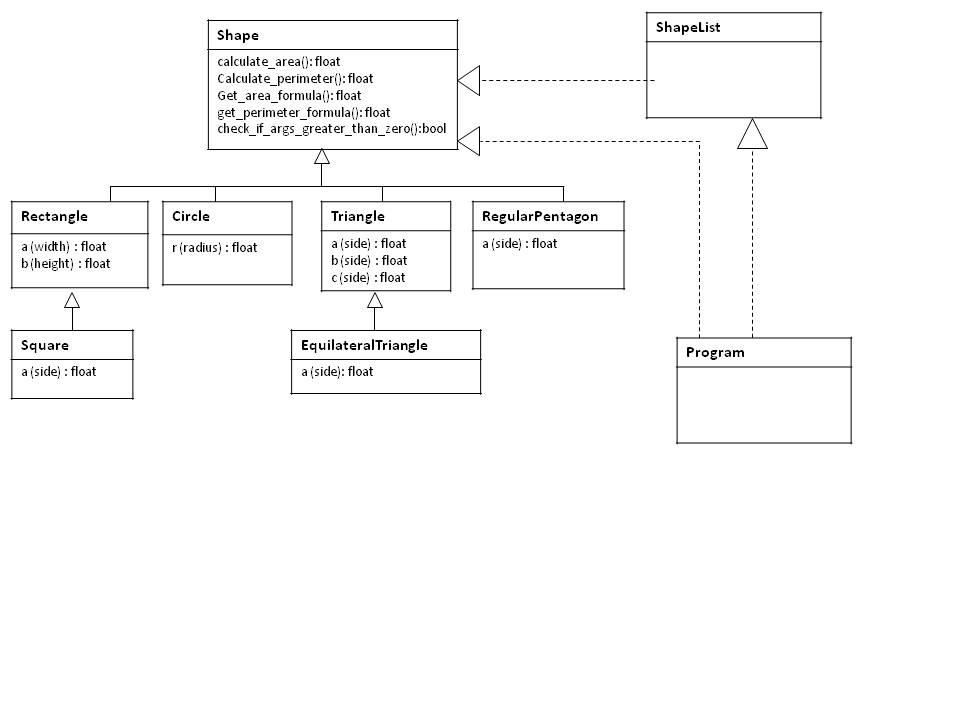 Shape
calculate_area(): float
Calculate_perimeter(): float
Get_area_formula(): float
get_perimeter_formula(): float
check_if_args_greater_than_zero():bool
ShapeList
Rectangle
a (width) : float
b (height) : float
Circle
r (radius) : float
Triangle
a (side) : float
b (side) : float
c (side) : float
RegularPentagon
a (side) : float
Square
a (side) : float
EquilateralTriangle
a (side): float
Program